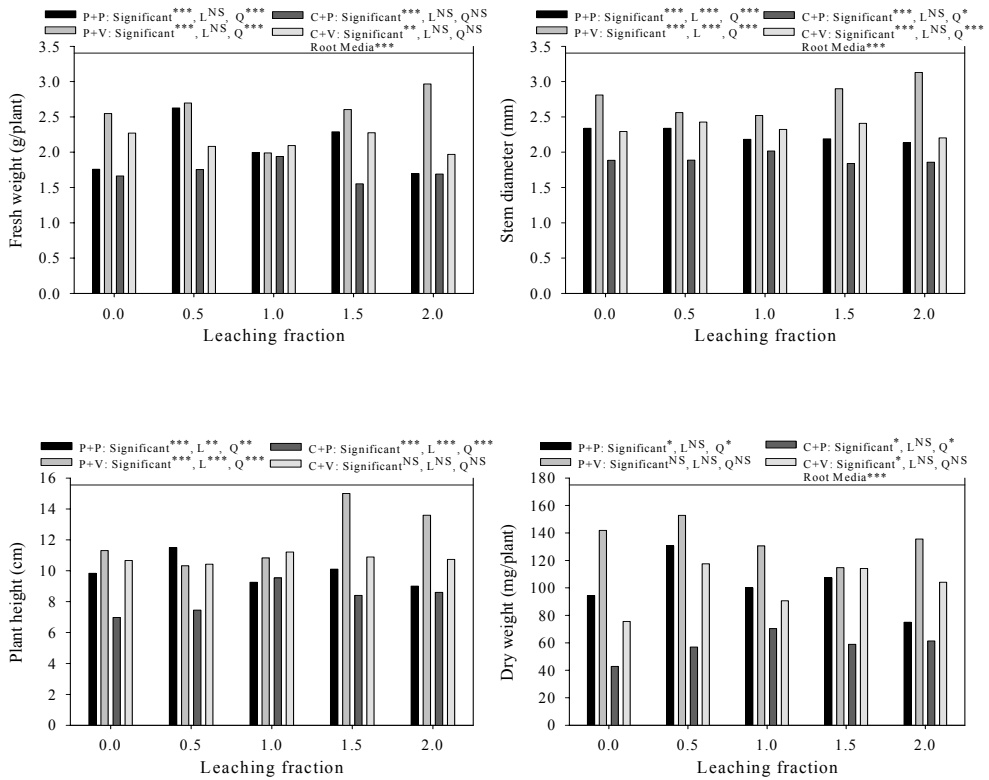 P+P: Significant***, L NS, Q*** C+P: Significant***, L NS, Q NS
P+V: Significant***, L NS, Q*** C+V: Significant**, L NS, Q NS
Root Media***
Fresh weight (g/plant)
3.5
3.0
2.5
2.0
1.5
1.0
0.5
0.0
0.0 0.5 1.0 1.5 2.0
Leaching fraction
P+P: Significant***, L***, Q*** C+P: Significant***, L NS, Q*
P+V: Significant***, L***, Q*** C+V: Significant***, L NS, Q***
Root Media***
Stem diameter (mm)
3.5
3.0
2.5
2.0
1.5
1.0
0.5
0.0
0.0 0.5 1.0 1.5 2.0
Leaching fraction
P+P: Significant***, L**, Q** C+P: Significant***, L***, Q***
P+V: Significant***, L***, Q*** C+V: Significant NS, L NS, Q NS
Plant height (cm)
16
14
12
10
8
6
4
2
0
0.0 0.5 1.0 1.5 2.0
Leaching fraction
P+P: Significant*, L NS, Q* C+P: Significant*, L NS, Q*
P+V: Significant NS, L NS, Q NS C+V: Significant*, L NS, Q NS
Root Media***
Dry weight (mg/plant)
180
160
140
120
100
80
60
40
20
0
0.0 0.5 1.0 1.5 2.0
Leaching fraction